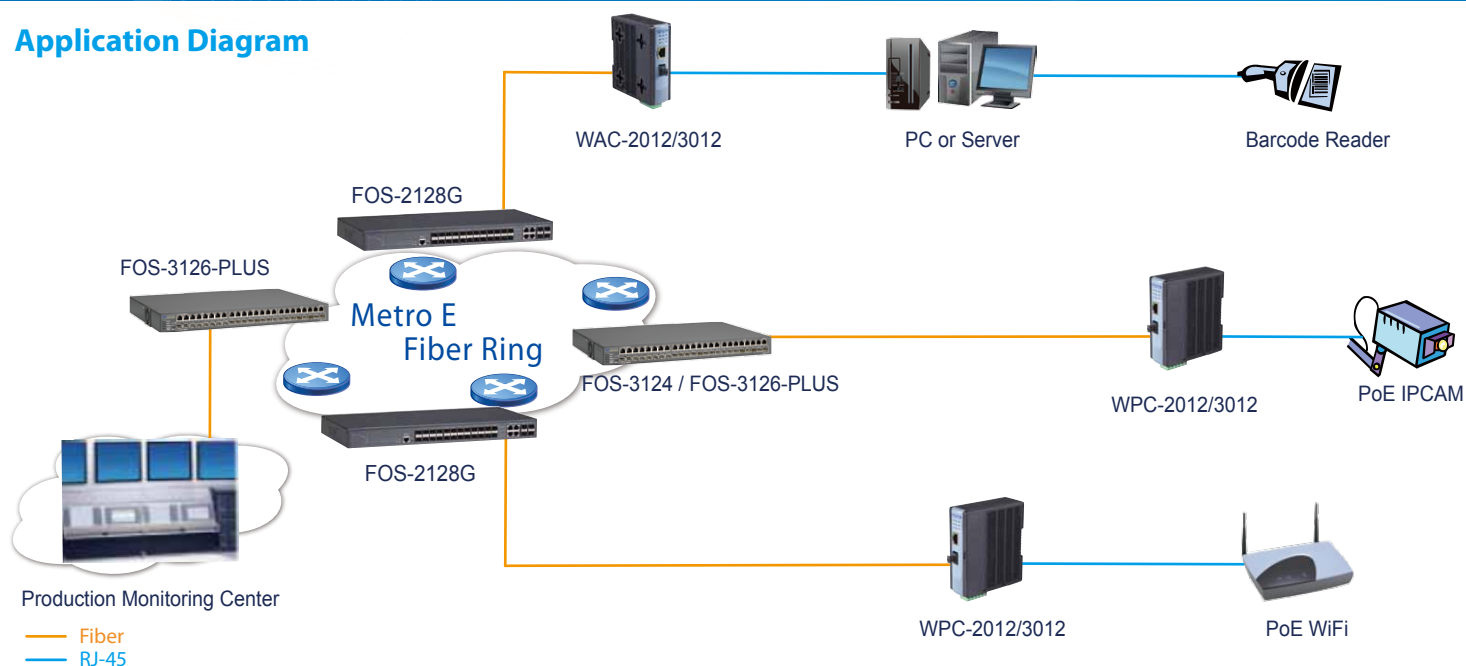 Application Diagram
WAC-2012/3012
PC or Server
Barcode Reader
FOS-2128G
FOS-3126-PLUS
Metro E
Fiber Ring
FOS-3124 / FOS-3126-PLUS
WPC-2012/3012
PoE IPCAM
FOS-2128G
Production Monitoring Center
WPC-2012/3012
PoE WiFi
Fiber
RJ-45